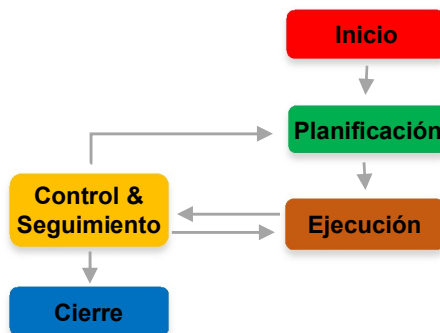 Inicio
Planificación
Control &
Seguimiento
Ejecución
Cierre